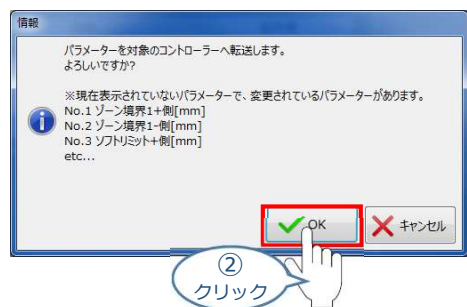 情報
パラメーターを対象のコントローラーへ転送します。
よろしいですか?
※現在表示されていないパラメーターで、変更されているパラメーターがあります。
No.1 ゾーン境界1+側[mm]
No.2 ゾーン境界1-側[mm]
No.3 ソフトリミット+側[mm]
etc...
OK
キャンセル
②
クリック